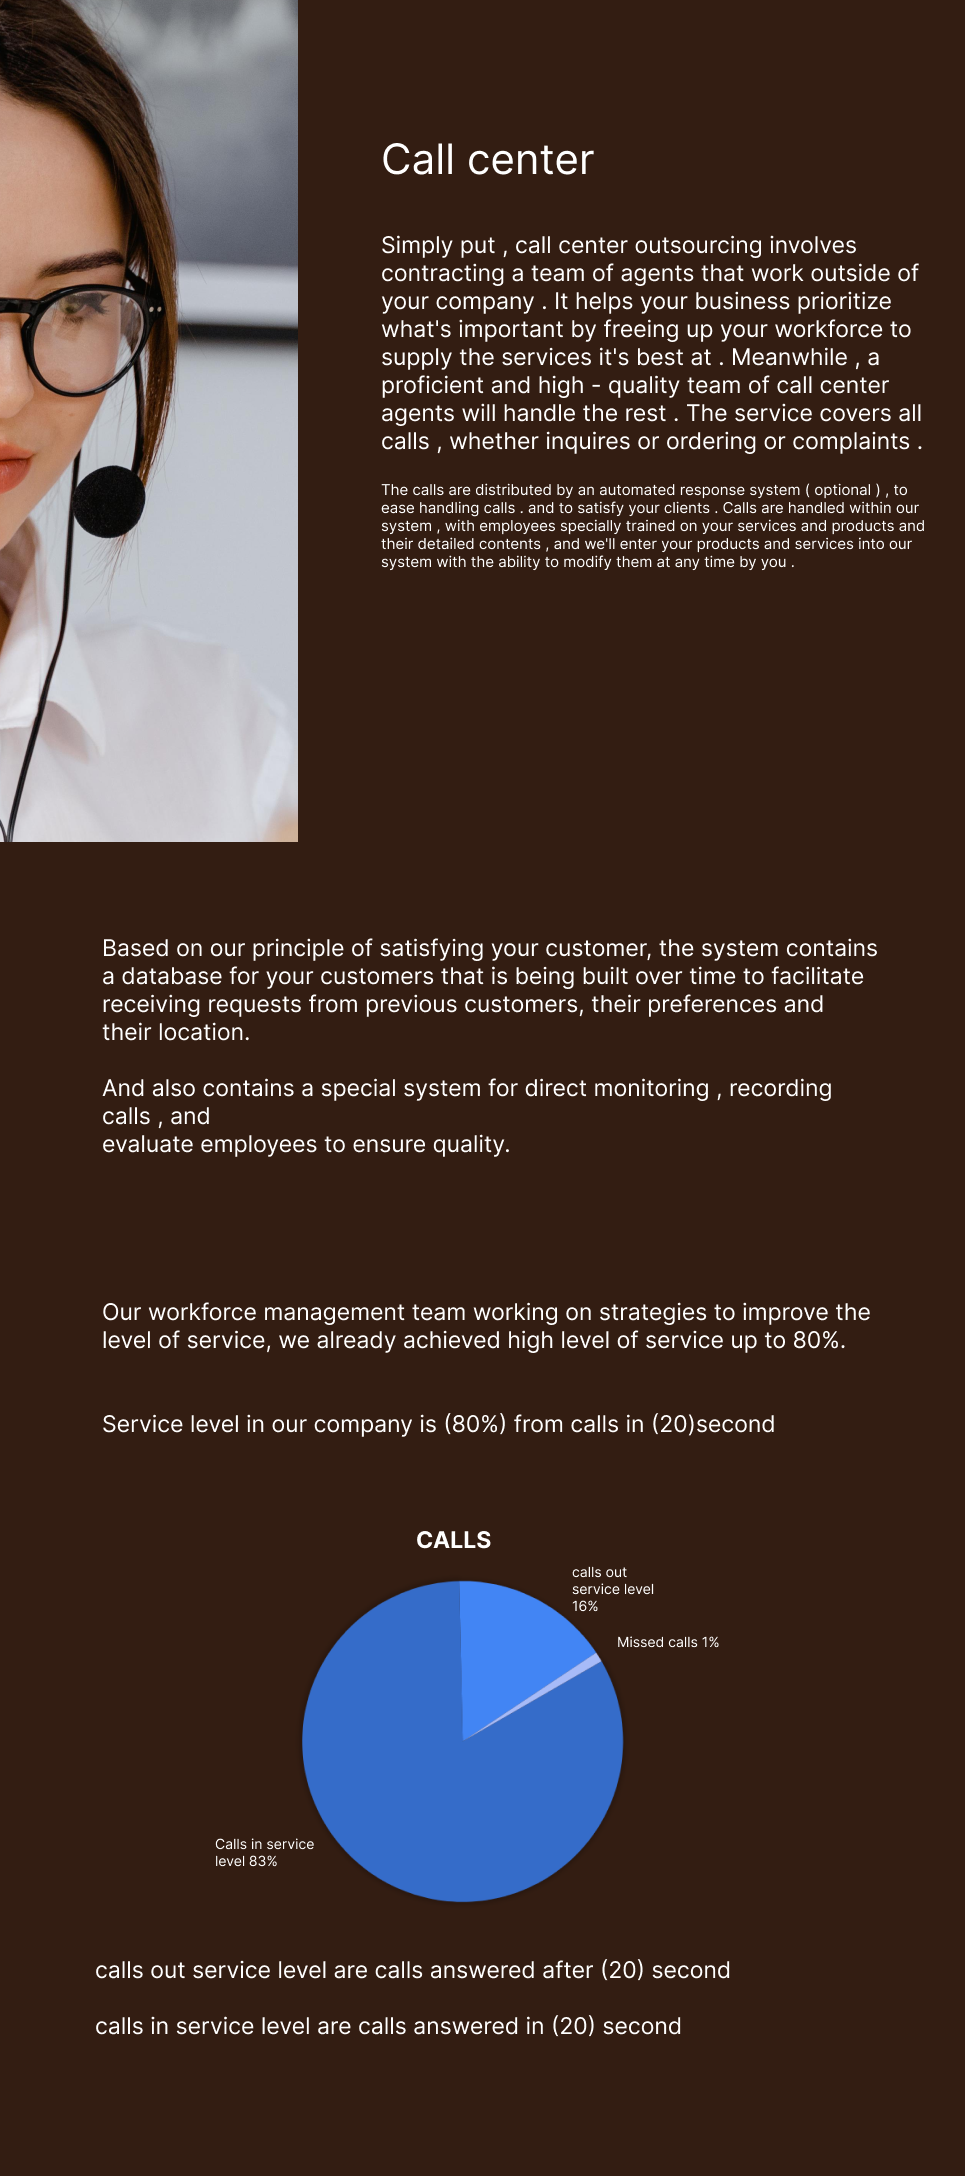 Call center
Simply put , call center outsourcing involves
contracting a team of agents that work outside of
your company . It helps your business prioritize
what's important by freeing up your workforce to
supply the services it's best at . Meanwhile , a
proficient and high - quality team of call center
agents will handle the rest . The service covers all
calls , whether inquires or ordering or complaints .
The calls are distributed by an automated response system ( optional ) , to
ease handling calls . and to satisfy your clients . Calls are handled within our
system , with employees specially trained on your services and products and
their detailed contents , and we'll enter your products and services into our
system with the ability to modify them at any time by you .
Based on our principle of satisfying your customer, the system contains
a database for your customers that is being built over time to facilitate
receiving requests from previous customers, their preferences and
their location.
And also contains a special system for direct monitoring , recording
calls , and
evaluate employees to ensure quality.
Our workforce management team working on strategies to improve the
level of service, we already achieved high level of service up to 80%.
Service level in our company is (80%) from calls in (20)second
CALLS
calls out
service level
16%
Missed calls 1%
Calls in service
level 83%
calls out service level are calls answered after (20) second
calls in service level are calls answered in (20) second